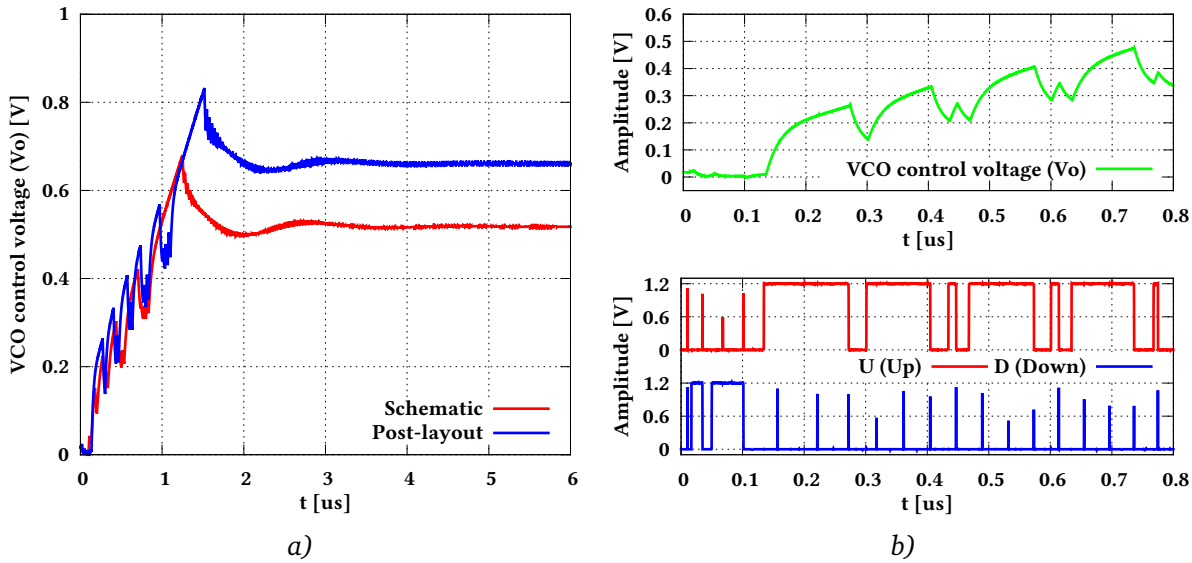 1
0.8
0.6
0.4
0.2
0
VCO control voltage (Vo) [V]
Schematic
Post-layout
0 1 2 3 4 5 6
t [us]
a)
0.6
0.5
0.4
0.3
0.2
0.1
0
Amplitude [V]
VCO control voltage (Vo)
0 0.1 0.2 0.3 0.4 0.5 0.6 0.7 0.8
t [us]
1.2
0.6
0
Amplitude [V]
U (Up) D (Down)
1.2
0.6
0
Amplitude [V]
0 0.1 0.2 0.3 0.4 0.5 0.6 0.7 0.8
t [us]
b)